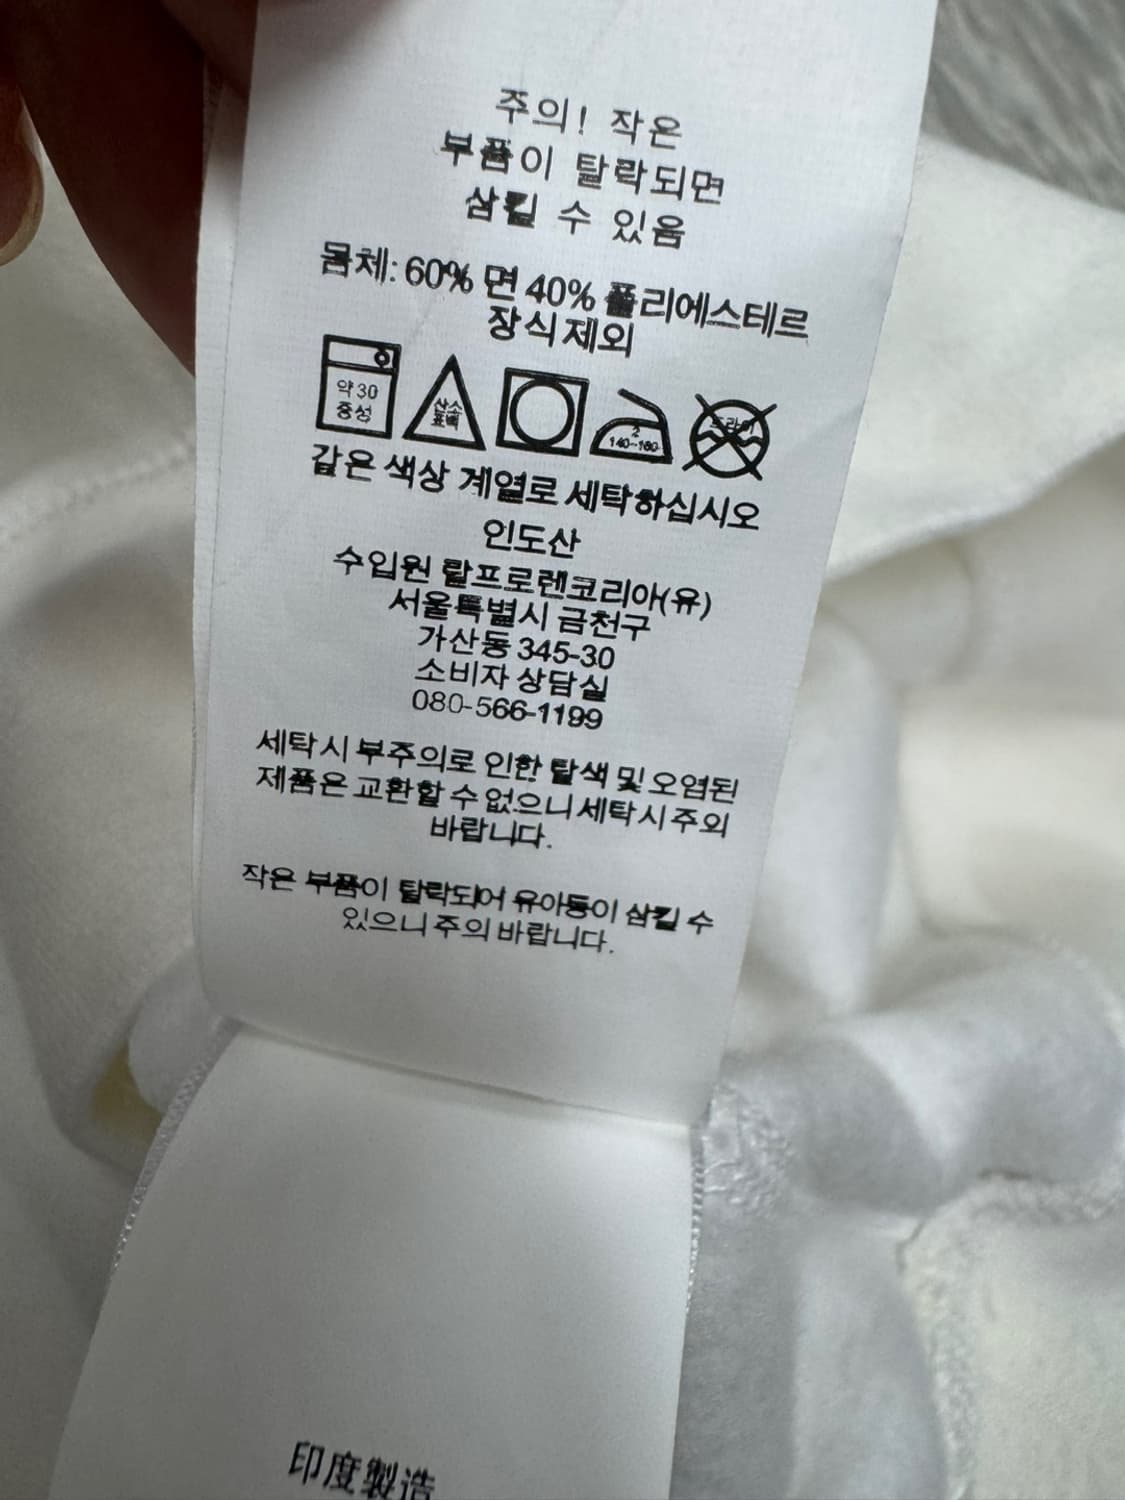 주의! 작은
부품이 탈락되면
삼킬 수 있음
몸체: 60% 면 40% 폴리에스테르
장식제외
약 30
중성
산소
표백
2
140~160
드라이
같은 색상 계열로 세탁하십시오
인도산
수입원 랄프로렌코리아(유)
서울특별시 금천구
가산동 345-30
소비자 상담실
080-566-1199
세탁시 부주의로 인한 탈색 및 오염된
제품은 교환할 수 없으니 세탁시 주외
바랍니다.
작은 부품이 탈락되어 유아동이 삼킬 수
있으니 주의 바랍니다.
印度製造